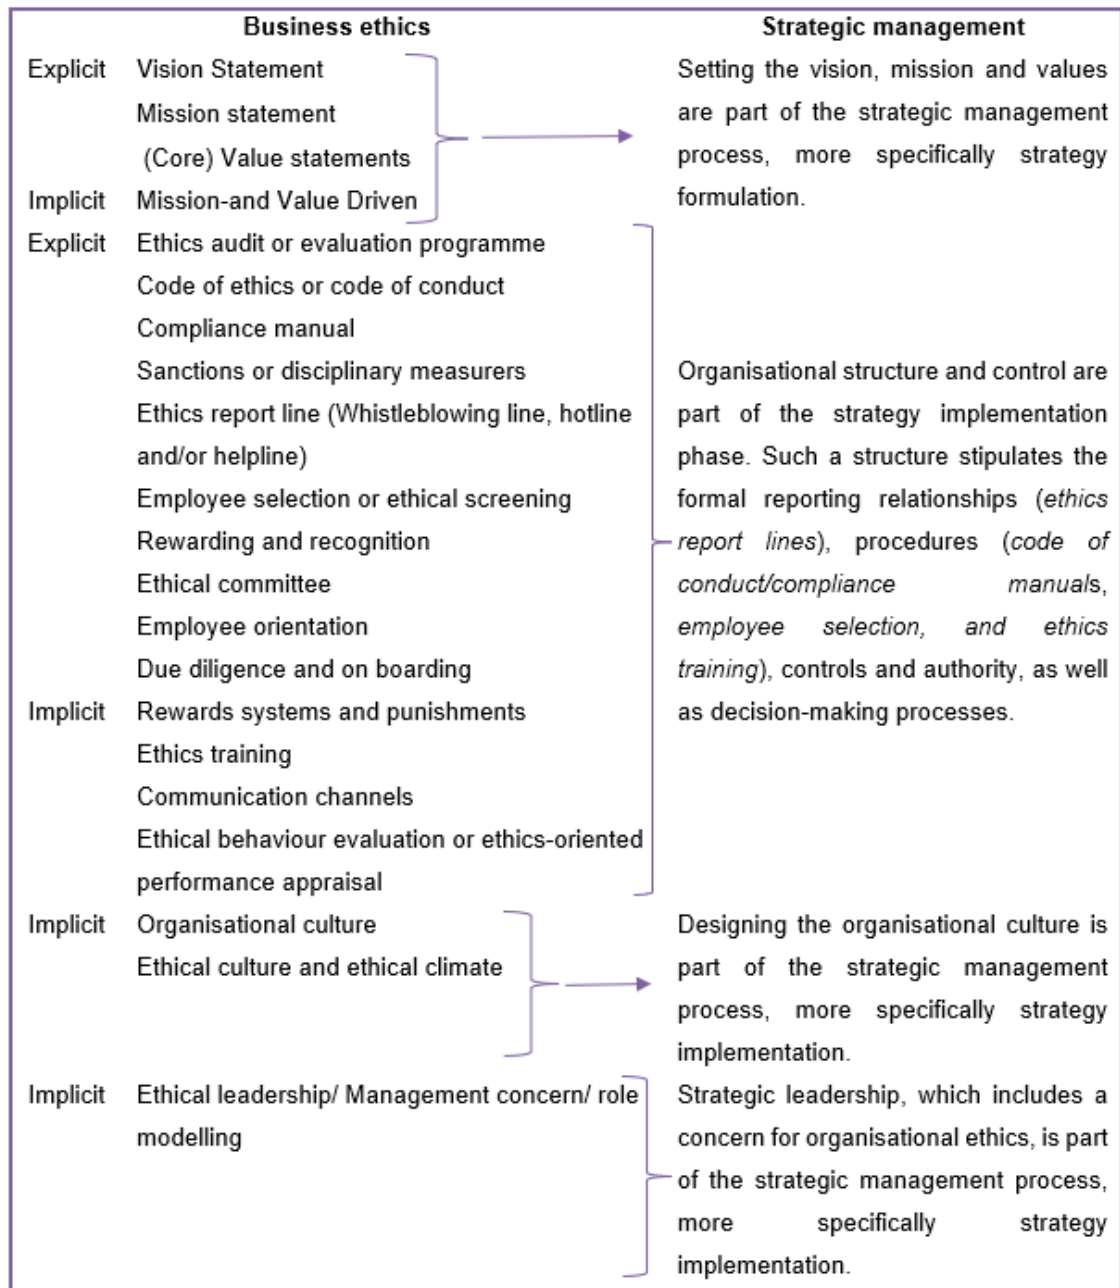 Business ethics
Strategic management
Explicit Vision Statement
Mission statement
(Core) Value statements
Implicit Mission-and Value Driven
Setting the vision, mission and values
are part of the strategic management
process, more specifically strategy
formulation.
Explicit Ethics audit or evaluation programme
Code of ethics or code of conduct
Compliance manual
Sanctions or disciplinary measurers
Ethics report line (Whistleblowing line, hotline
and/or helpline)
Employee selection or ethical screening
Rewarding and recognition
Ethical committee
Employee orientation
Due diligence and on boarding
Implicit Rewards systems and punishments
Ethics training
Communication channels
Ethical behaviour evaluation or ethics-oriented
performance appraisal
Organisational structure and control are
part of the strategy implementation
phase. Such a structure stipulates the
formal reporting relationships (ethics
report lines), procedures (code of
conduct/compliance manuals,
employee selection, and ethics
training), controls and authority, as well
as decision-making processes.
Implicit Organisational culture
Ethical culture and ethical climate
Designing the organisational culture is
part of the strategic management
process, more specifically strategy
implementation.
Implicit Ethical leadership/ Management concern/ role
modelling
Strategic leadership, which includes a
concern for organisational ethics, is part
of the strategic management process,
more specifically strategy
implementation.